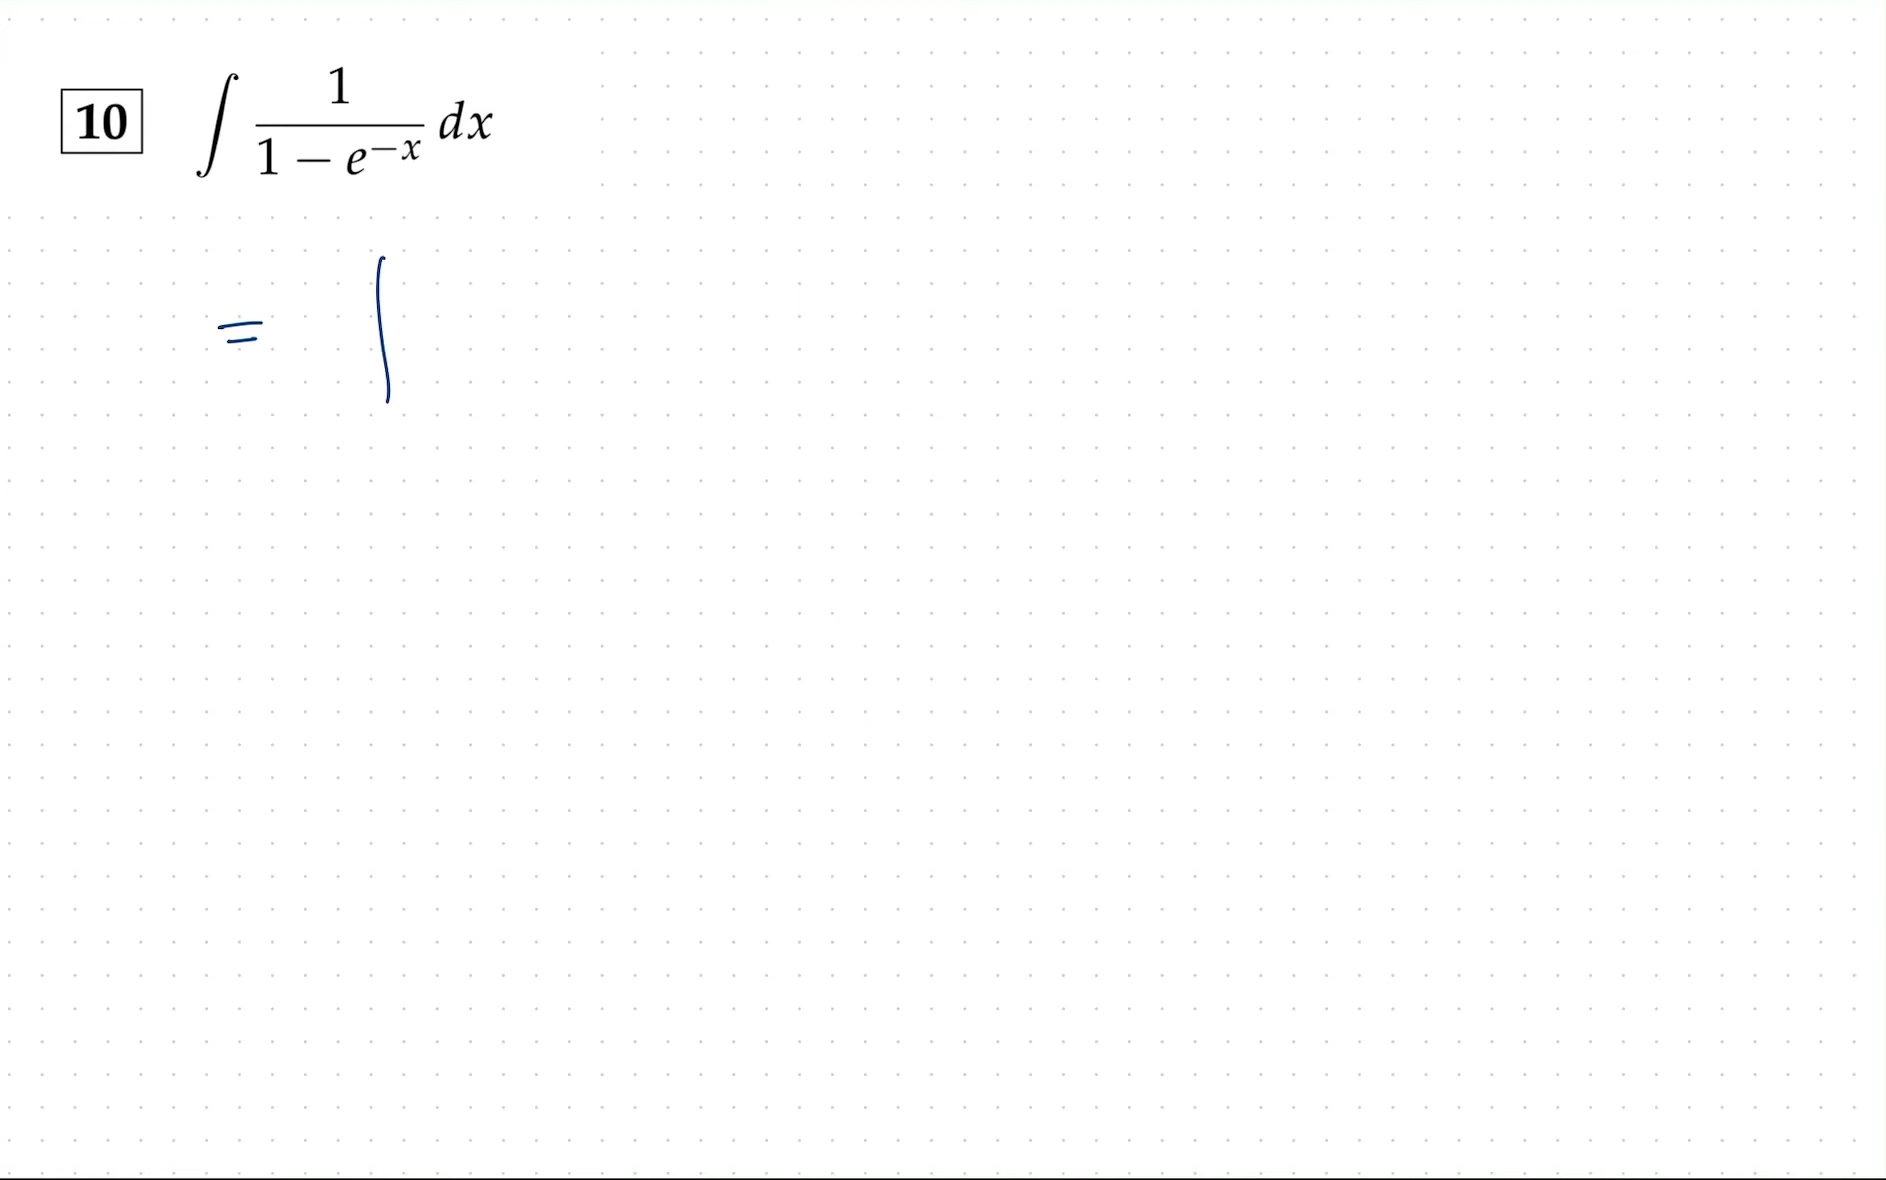 10 ∫ 1/(1 − e^{−x}) dx
= ∫